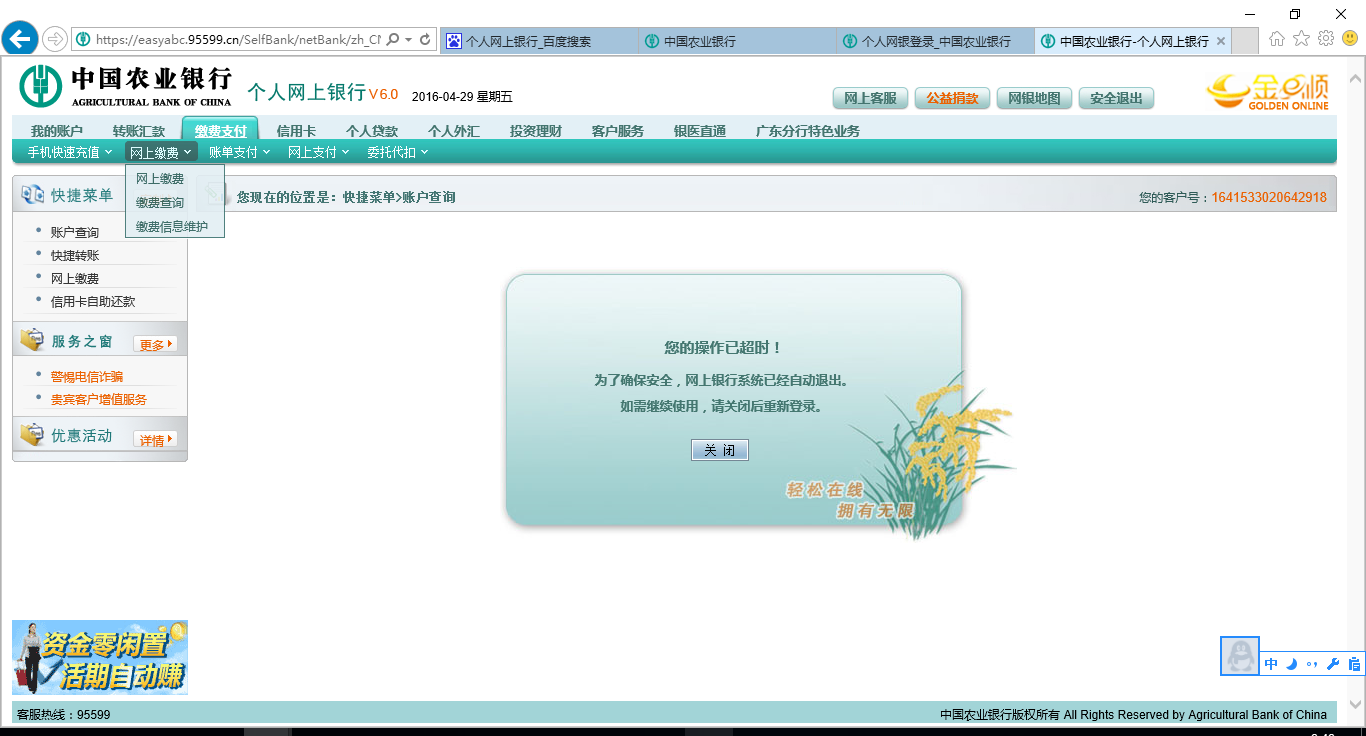 https://easyabc.95599.cn/SelfBank/netBank/zh_CN
个人网上银行_百度搜索
中国农业银行
个人网银登录_中国农业银行
中国农业银行-个人网上银行
中国农业银行
AGRICULTURAL BANK OF CHINA
个人网上银行 V6.0
2016-04-29 星期五
网上客服
公益捐款
网银地图
安全退出
金e顺
GOLDEN ONLINE
我的账户 转账汇款 缴费支付 信用卡 个人贷款 个人外汇 投资理财 客户服务 银医直通 广东分行特色业务
手机快速充值 网上缴费 账单支付 网上支付 委托代扣
网上缴费
缴费查询
缴费信息维护
快捷菜单
您现在的位置是：快捷菜单>账户查询
您的客户号：1641533020642918
账户查询
快捷转账
网上缴费
信用卡自助还款
服务之窗
更多
警惕电信诈骗
贵宾客户增值服务
优惠活动
详情
您的操作已超时！
为了确保安全，网上银行系统已经自动退出。
如需继续使用，请关闭后重新登录。
关 闭
轻松在线
拥有无限
资金零闲置
活期自动赚
中
客服热线：95599
中国农业银行版权所有 All Rights Reserved by Agricultural Bank of China